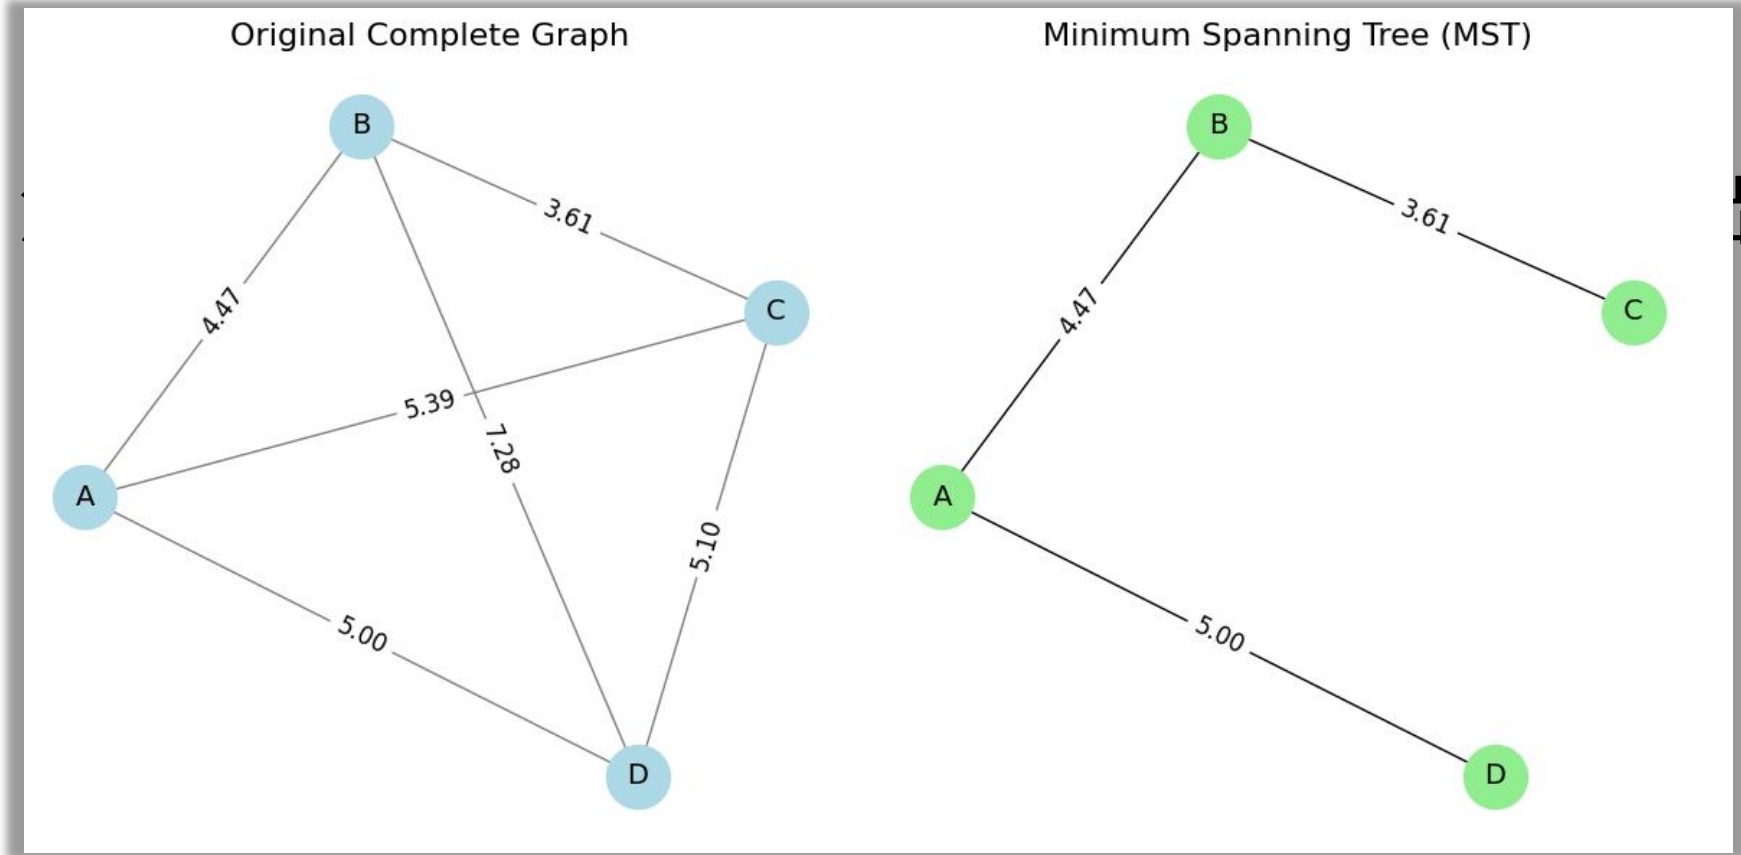 Original Complete Graph
B
3.61
4.47
C
5.39
7.28
A
5.10
5.00
D
Minimum Spanning Tree (MST)
B
3.61
4.47
C
A
5.00
D